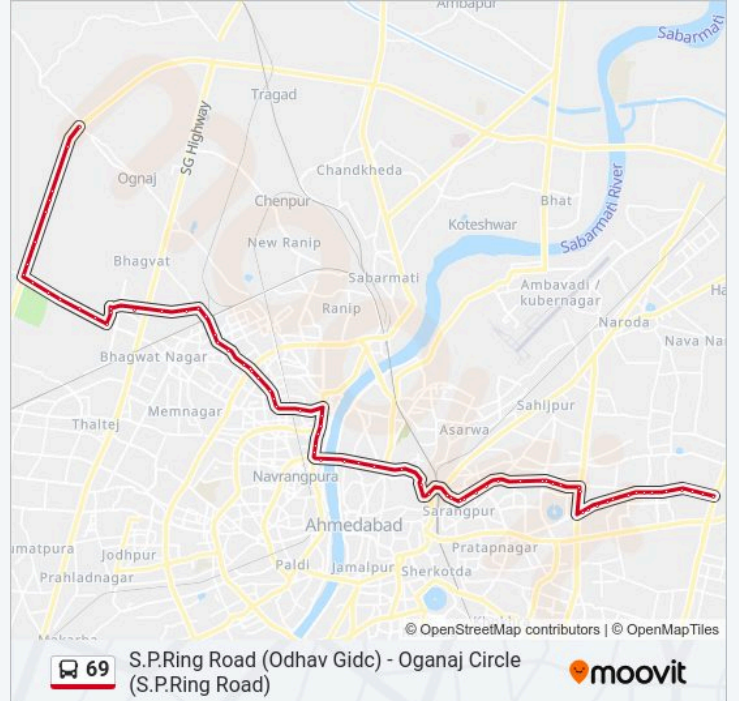 Ambapur
Sabarmati
Tragad
SG Highway
Ognaj
Chandkheda
Chenpur
Bhat
Koteshwar
Sabarmati River
New Ranip
Bhagvat
Sabarmati
Ambavadi /
kubernagar
Ranip
Naroda
Nava Na
Bhagwat Nagar
Memnagar
Thaltej
Sahijpur
Asarwa
Navrangpura
Sarangpur
Ahmedabad
Pratapnagar
Jodhpur
Paldi
Jamalpur
Sherkotda
Prahladnagar
© OpenStreetMap contributors | © OpenMapTiles
69
S.P.Ring Road (Odhav Gidc) - Oganaj Circle
(S.P.Ring Road)
moovit